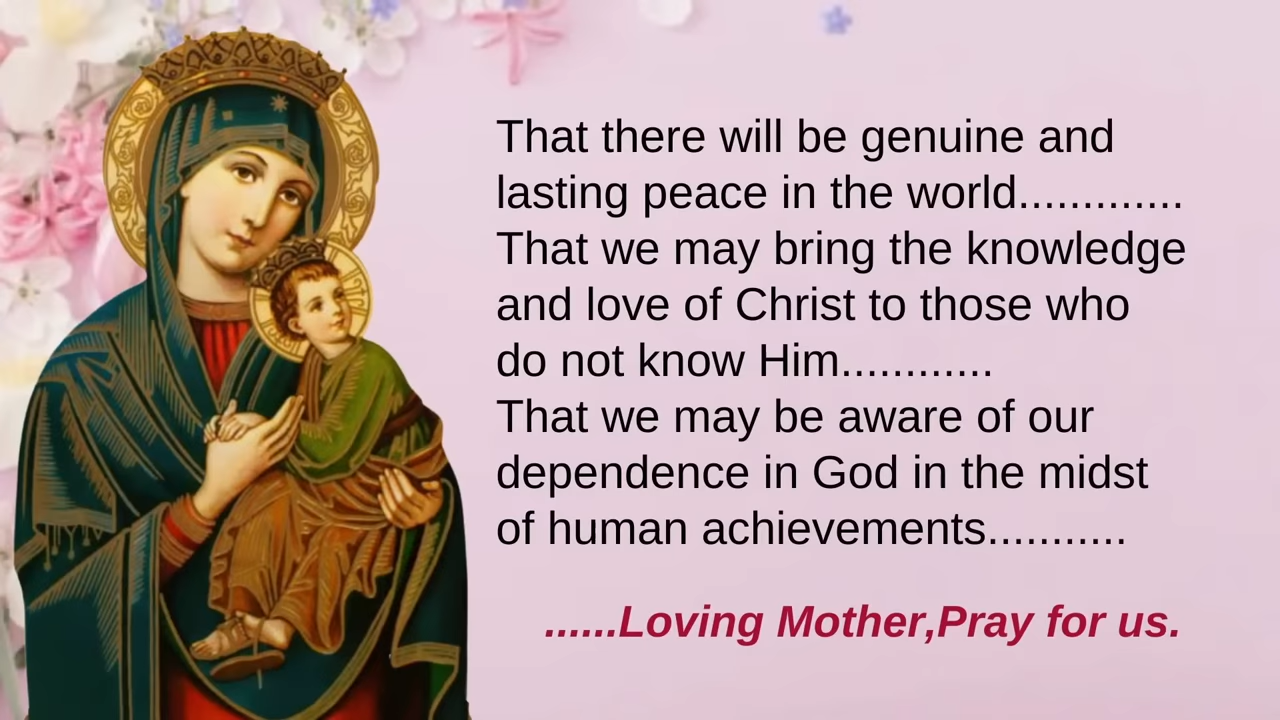 That there will be genuine and
lasting peace in the world.............
That we may bring the knowledge
and love of Christ to those who
do not know Him............
That we may be aware of our
dependence in God in the midst
of human achievements...........
......Loving Mother,Pray for us.